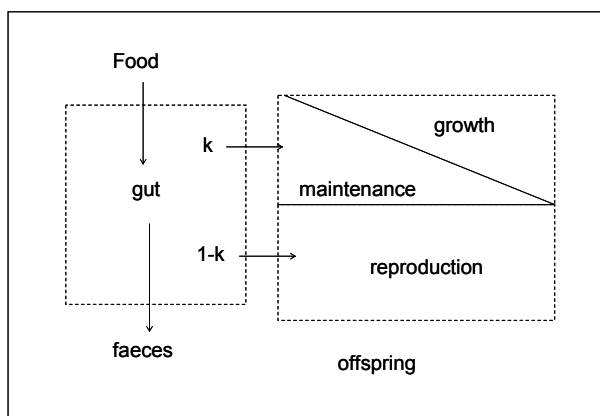 Food
growth
k
gut
maintenance
1-k
reproduction
faeces
offspring